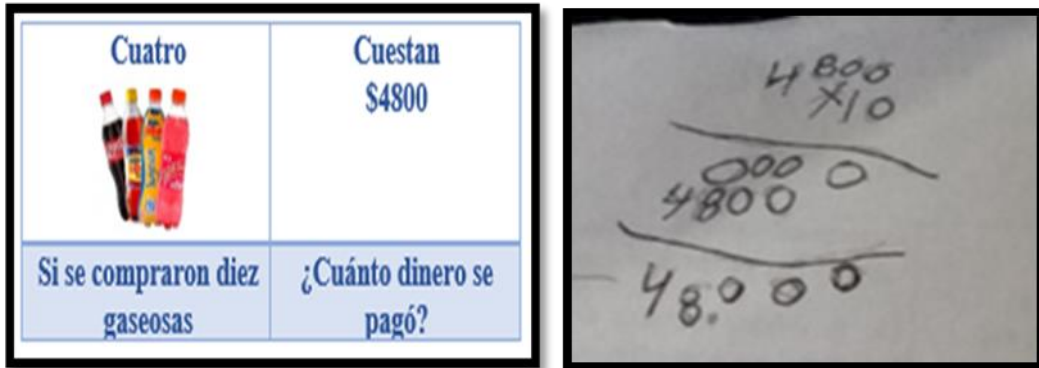 Cuatro
Cuestan
$4800
Si se compraron diez
gaseosas
¿Cuánto dinero se
pagó?
4800
X10
0000
4800
48.000